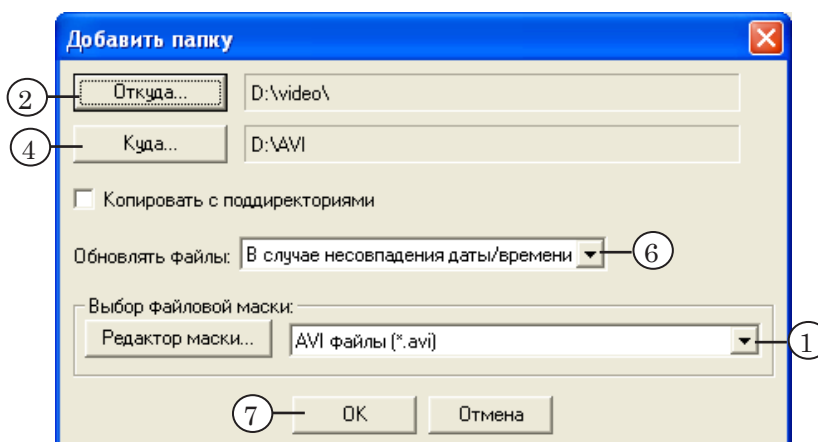 Добавить папку
2 Откуда... D:\video\
4 Куда... D:\AVI
Копировать с поддиректориями
Обновлять файлы: В случае несовпадения даты/времени 6
Выбор файловой маски:
Редактор маски... AVI файлы (*.avi) 1
7 OK Отмена